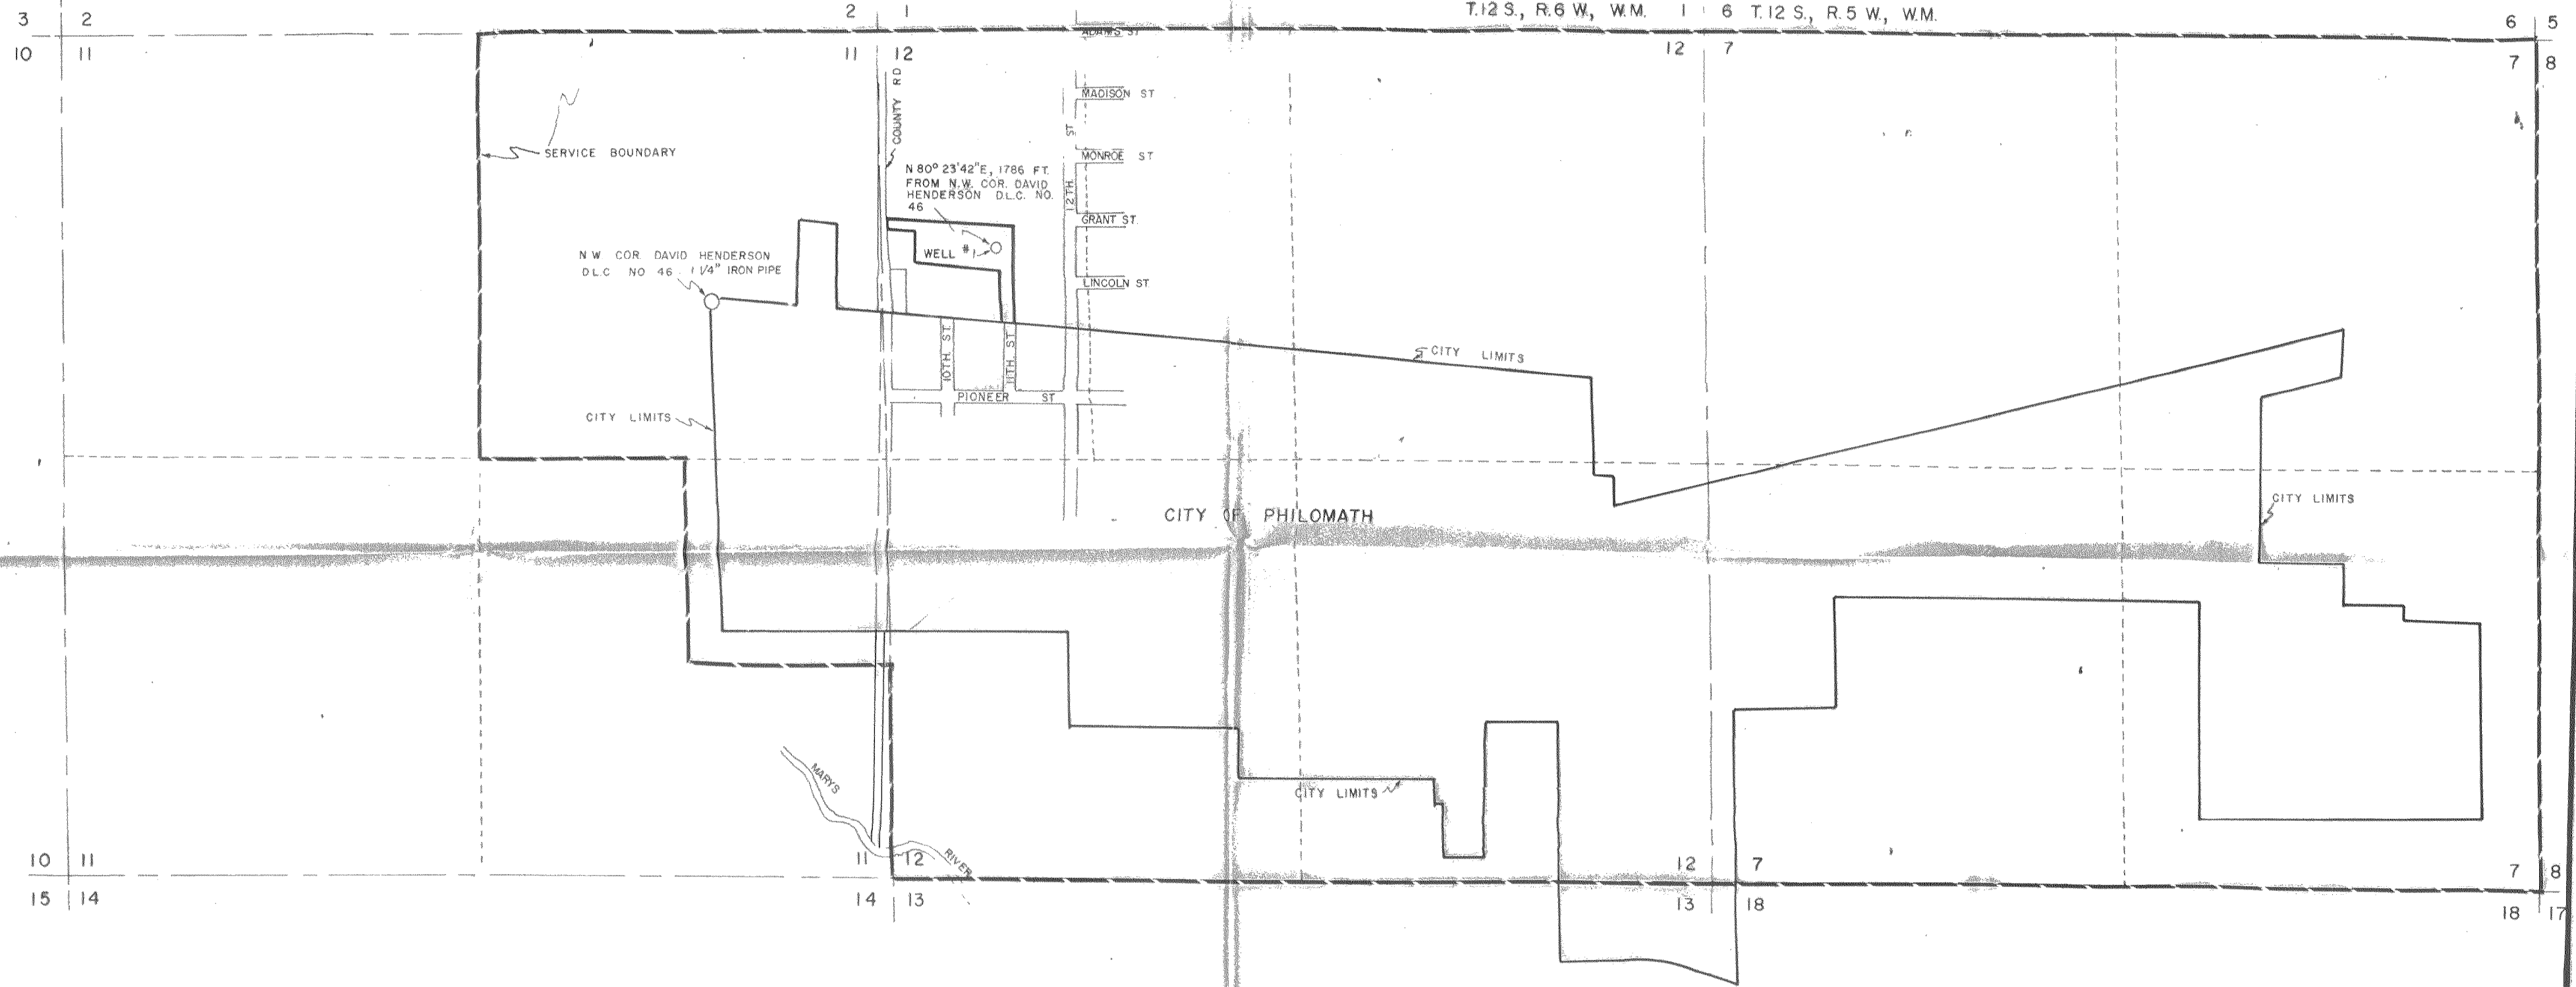 T.12 S., R.6 W., W.M. 1 6 T.12 S., R.5 W., W.M.
3 2 2 1 6 5
10 11 11 12 12 7 7 8
ADAMS ST
COUNTY RD
MADISON ST
12TH. ST
MONROE ST
SERVICE BOUNDARY
N 80° 23'42"E, 1786 FT.
FROM N.W. COR. DAVID
HENDERSON D.L.C. NO.
46
GRANT ST.
WELL #1
N W COR. DAVID HENDERSON
D.L.C NO 46 1 1/4" IRON PIPE
LINCOLN ST
10TH. ST.
11TH. ST.
CITY LIMITS
PIONEER ST
CITY LIMITS
CITY LIMITS
CITY OF PHILOMATH
MARYS
RIVER
CITY LIMITS
10 11 11 12 12 7 7 8
15 14 14 13 13 18 18 17